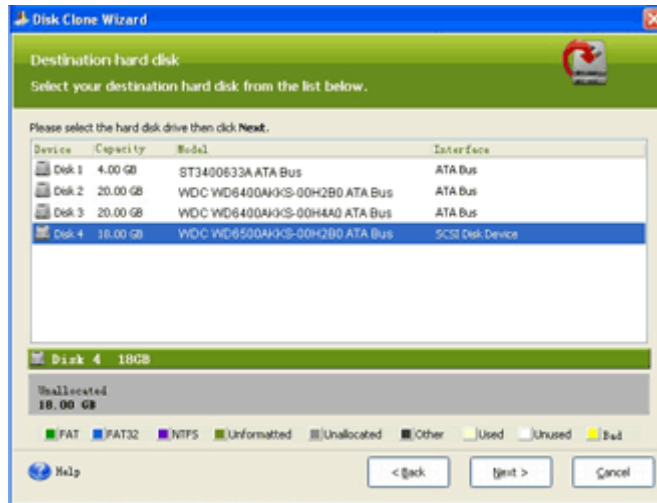 Disk Clone Wizard
Destination hard disk
Select your destination hard disk from the list below.
Please select the hard disk drive then click Next.
Device Capacity Model Interface
Disk 1 4.00 GB ST3400633A ATA Bus ATA Bus
Disk 2 20.00 GB WDC WD6400AKKS-00H2B0 ATA Bus ATA Bus
Disk 3 20.00 GB WDC WD6400AKKS-00H4A0 ATA Bus ATA Bus
Disk 4 18.00 GB WDC WD6500AKKS-00H2B0 ATA Bus SCSI Disk Device
Disk 4 18GB
Unallocated
18.00 GB
FAT FAT32 NTFS Unformatted Unallocated Other Used Unused Bad
Help < Back Next > Cancel